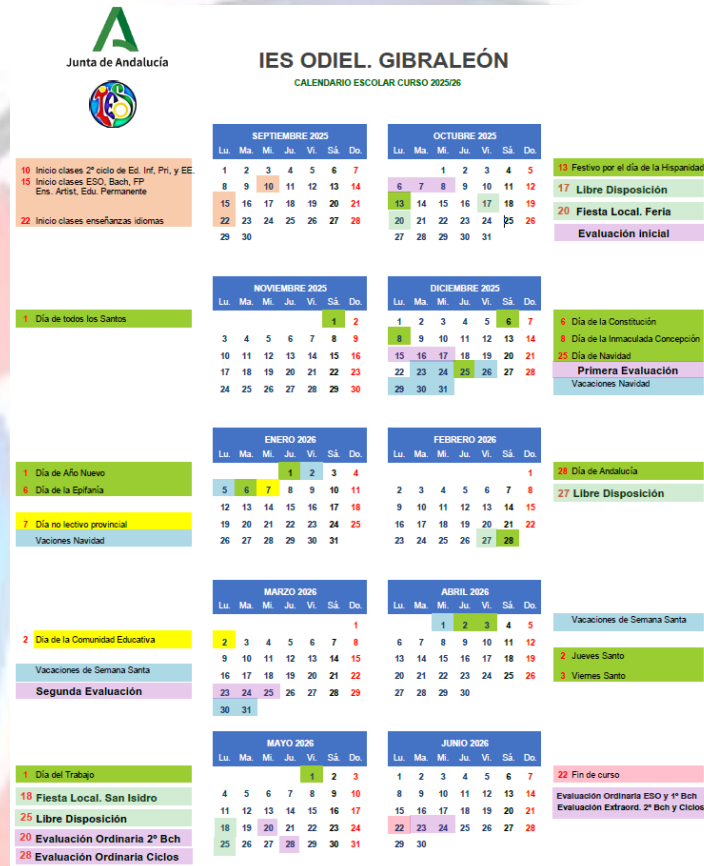 Junta de Andalucía
IES
IES ODIEL. GIBRALEÓN
CALENDARIO ESCOLAR CURSO 2025/26
10 Inicio clases 2º ciclo de Ed. Inf, Pri, y EE.
15 Inicio clases ESO, Bach, FP
Ens. Artist, Edu. Permanente
22 Inicio clases enseñanzas idiomas
SEPTIEMBRE 2025
Lu. Ma. Mi. Ju. Vi. Sá. Do.
1 2 3 4 5 6 7
8 9 10 11 12 13 14
15 16 17 18 19 20 21
22 23 24 25 26 27 28
29 30
OCTUBRE 2025
Lu. Ma. Mi. Ju. Vi. Sá. Do.
1 2 3 4 5
6 7 8 9 10 11 12
13 14 15 16 17 18 19
20 21 22 23 24 25 26
27 28 29 30 31
13 Festivo por el día de la Hispanidad
17 Libre Disposición
20 Fiesta Local. Feria
Evaluación inicial
1 Día de todos los Santos
NOVIEMBRE 2025
Lu. Ma. Mi. Ju. Vi. Sá. Do.
1 2
3 4 5 6 7 8 9
10 11 12 13 14 15 16
17 18 19 20 21 22 23
24 25 26 27 28 29 30
DICIEMBRE 2025
Lu. Ma. Mi. Ju. Vi. Sá. Do.
1 2 3 4 5 6 7
8 9 10 11 12 13 14
15 16 17 18 19 20 21
22 23 24 25 26 27 28
29 30 31
6 Día de la Constitución
8 Día de la Inmaculada Concepción
25 Día de Navidad
Primera Evaluación
Vacaciones Navidad
1 Día de Año Nuevo
6 Día de la Epifanía
7 Día no lectivo provincial
Vaciones Navidad
ENERO 2026
Lu. Ma. Mi. Ju. Vi. Sá. Do.
1 2 3 4
5 6 7 8 9 10 11
12 13 14 15 16 17 18
19 20 21 22 23 24 25
26 27 28 29 30 31
FEBRERO 2026
Lu. Ma. Mi. Ju. Vi. Sá. Do.
1
2 3 4 5 6 7 8
9 10 11 12 13 14 15
16 17 18 19 20 21 22
23 24 25 26 27 28
28 Día de Andalucía
27 Libre Disposición
2 Dia de la Comunidad Educativa
Vacaciones de Semana Santa
Segunda Evaluación
MARZO 2026
Lu. Ma. Mi. Ju. Vi. Sá. Do.
1
2 3 4 5 6 7 8
9 10 11 12 13 14 15
16 17 18 19 20 21 22
23 24 25 26 27 28 29
30 31
ABRIL 2026
Lu. Ma. Mi. Ju. Vi. Sá. Do.
1 2 3 4 5
6 7 8 9 10 11 12
13 14 15 16 17 18 19
20 21 22 23 24 25 26
27 28 29 30
Vacaciones de Semana Santa
2 Jueves Santo
3 Viernes Santo
1 Día del Trabajo
18 Fiesta Local. San Isidro
25 Libre Disposición
20 Evaluación Ordinaria 2º Bch
28 Evaluación Ordinaria Ciclos
MAYO 2026
Lu. Ma. Mi. Ju. Vi. Sá. Do.
1 2 3
4 5 6 7 8 9 10
11 12 13 14 15 16 17
18 19 20 21 22 23 24
25 26 27 28 29 30 31
JUNIO 2026
Lu. Ma. Mi. Ju. Vi. Sá. Do.
1 2 3 4 5 6 7
8 9 10 11 12 13 14
15 16 17 18 19 20 21
22 23 24 25 26 27 28
29 30
22 Fin de curso
Evaluación Ordinaria ESO y 1º Bch
Evaluación Extraord. 2º Bch y Ciclos